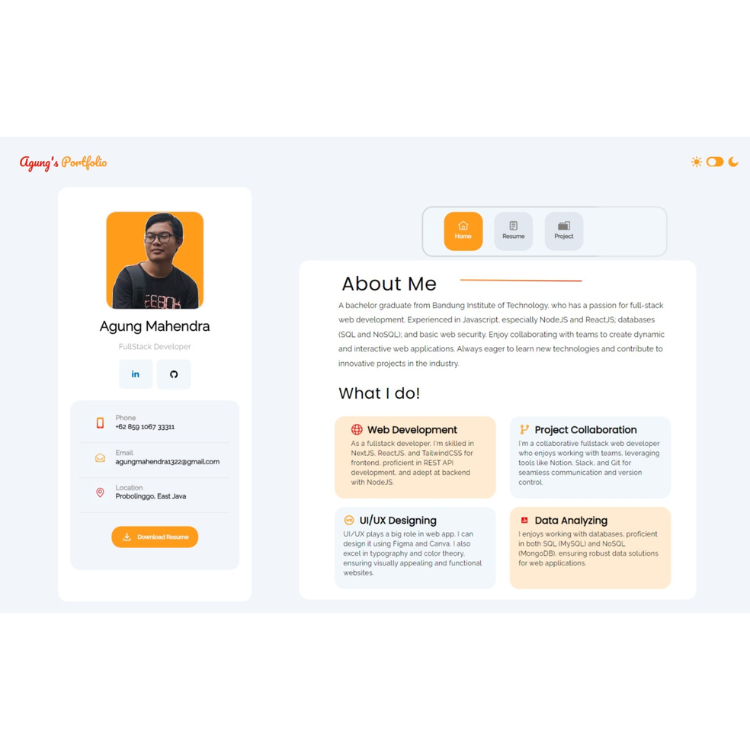 Agung's Portfolio
Agung Mahendra
FullStack Developer
in
Phone
+62 859 1067 33311
Email
agungmahendra1322@gmail.com
Location
Probolinggo, East Java
Download Resume
Home
Resume
Project
About Me
A bachelor graduate from Bandung Institute of Technology, who has a passion for full-stack
web development. Experienced in Javascript, especially NodeJS and ReactJS; databases
(SQL and NoSQL); and basic web security. Enjoy collaborating with teams to create dynamic
and interactive web applications. Always eager to learn new technologies and contribute to
innovative projects in the industry.
What I do!
Web Development
As a fullstack developer, I'm skilled in
NextJS, ReactJS, and TailwindCSS for
frontend, proficient in REST API
development, and adept at backend
with NodeJS.
Project Collaboration
I'm a collaborative fullstack web developer
who enjoys working with teams, leveraging
tools like Notion, Slack, and Git for
seamless communication and version
control.
UI/UX Designing
UI/UX plays a big role in web app. I can
design it using Figma and Canva. I also
excel in typography and color theory,
ensuring visually appealing and functional
websites.
Data Analyzing
I enjoys working with databases, proficient
in both SQL (MySQL) and NoSQL
(MongoDB), ensuring robust data solutions
for web applications.